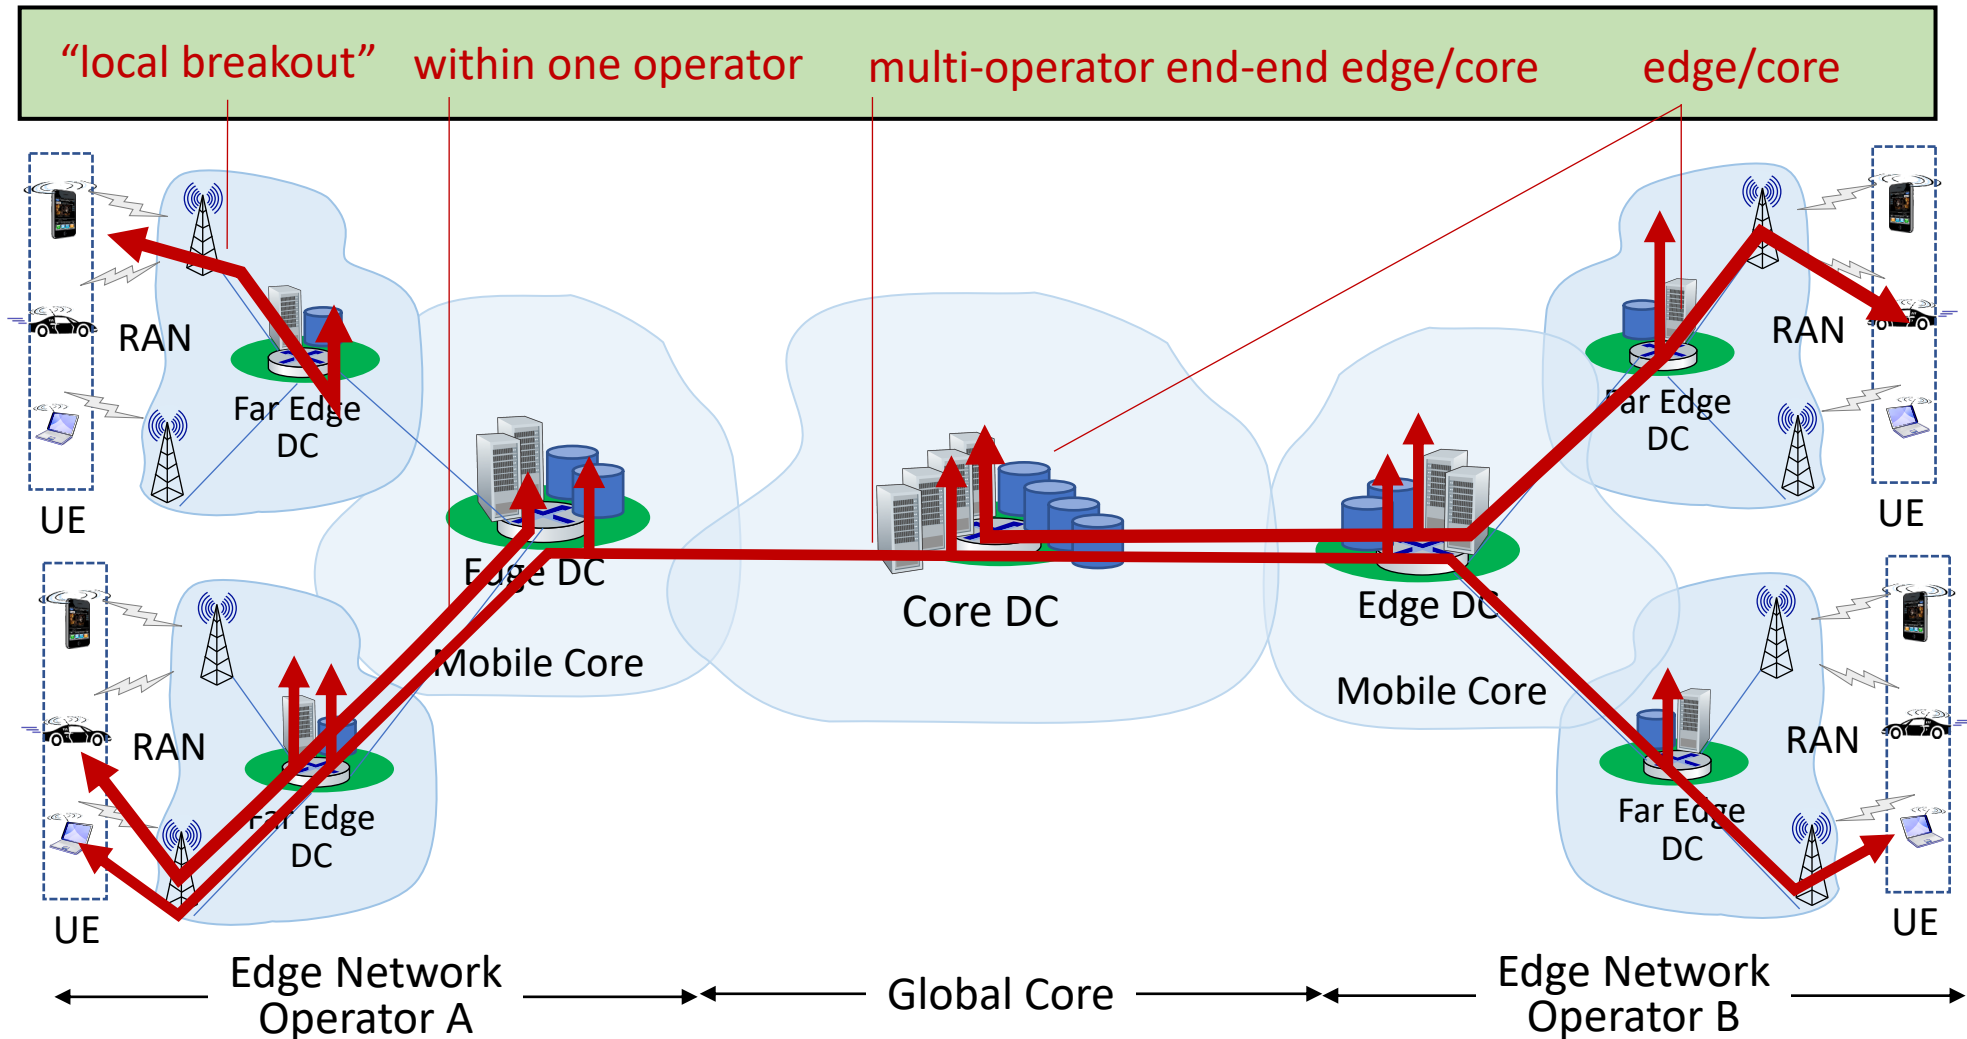 “local breakout” within one operator multi-operator end-end edge/core edge/core
RAN
Far Edge
DC
UE
RAN
Far Edge
DC
UE
Edge DC
Mobile Core
Core DC
Edge DC
Mobile Core
RAN
Far Edge
DC
UE
RAN
Far Edge
DC
UE
Edge Network
Operator A
Global Core
Edge Network
Operator B